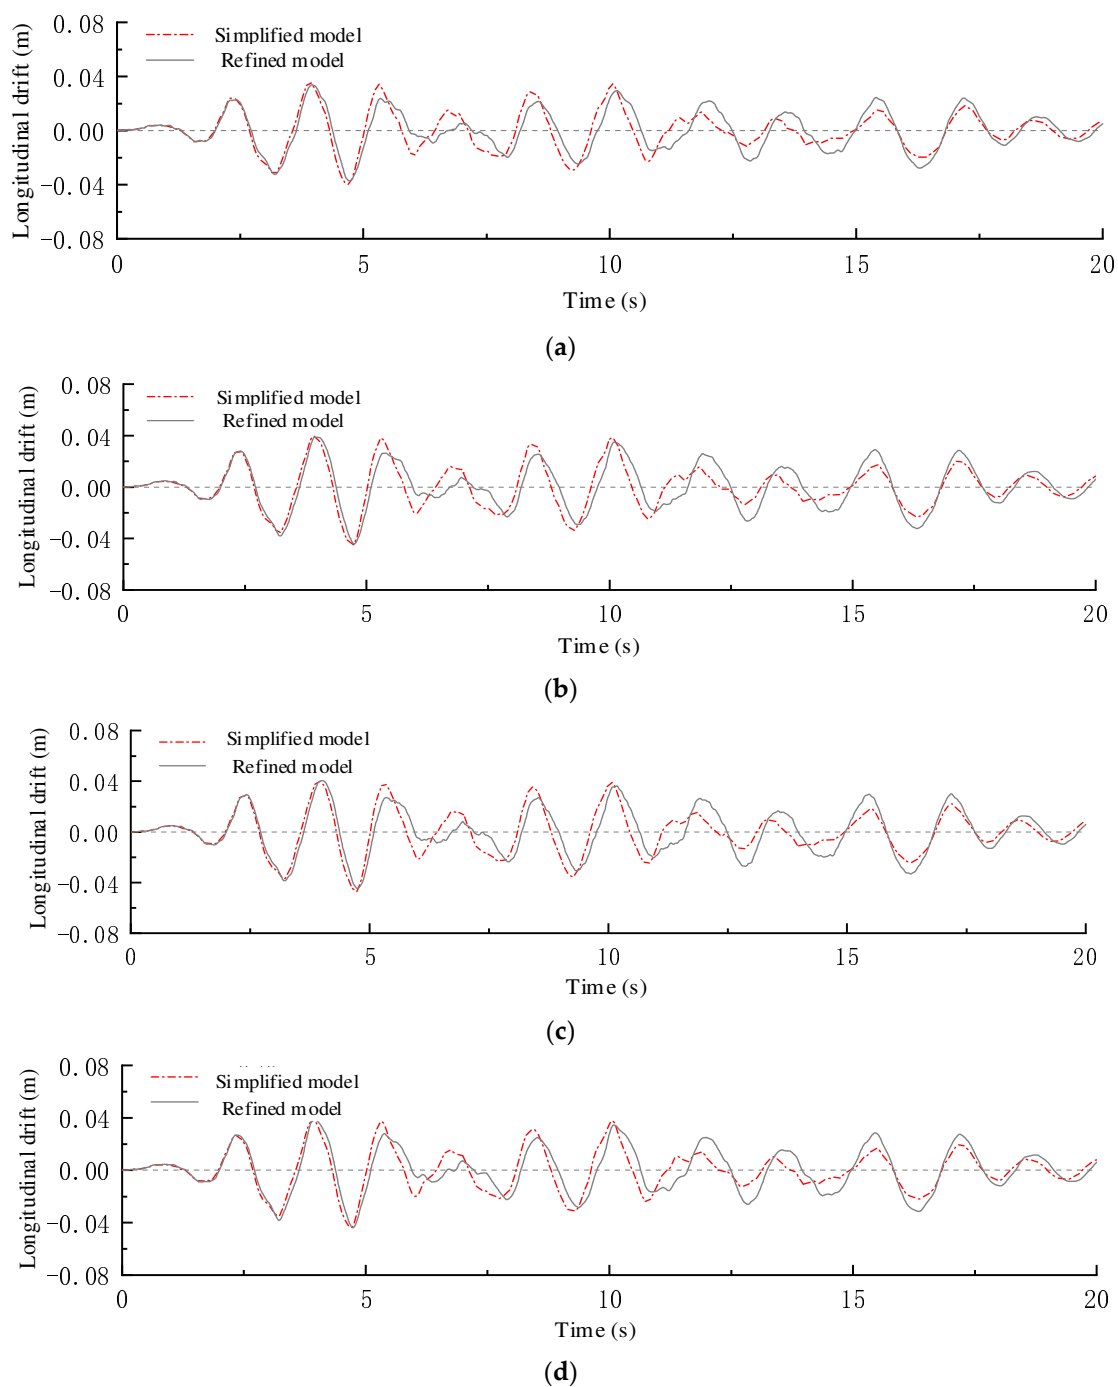 0.08
Simplified model
Refined model
0.04
0.00
-0.04
-0.08
Longitudinal drift (m)
0 5 10 15 20
Time (s)
(a)
0.08
Simplified model
Refined model
0.04
0.00
-0.04
-0.08
Longitudinal drift (m)
0 5 10 15 20
Time (s)
(b)
0.08
Simplified model
Refined model
0.04
0.00
-0.04
-0.08
Longitudinal drift (m)
0 5 10 15 20
Time (s)
(c)
0.08
Simplified model
Refined model
0.04
0.00
-0.04
-0.08
Longitudinal drift (m)
0 5 10 15 20
Time (s)
(d)